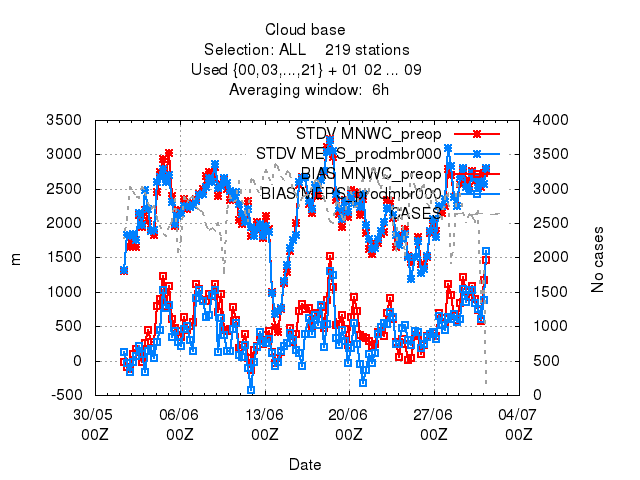 Cloud base
Selection: ALL 219 stations
Used {00,03,...,21} + 01 02 ... 09
Averaging window: 6h
3500 4000
STDV MNWC_preop
3000 3500
STDV MEPS_prodmbr000
2500 3000
BIAS MNWC_preop
BIAS MEPS_prodmbr000
2000 2500
CASES
1500 2000
1000 1500
500 1000
0 500
-500 0
m
No cases
30/05 06/06 13/06 20/06 27/06 04/07
00Z 00Z 00Z 00Z 00Z 00Z
Date